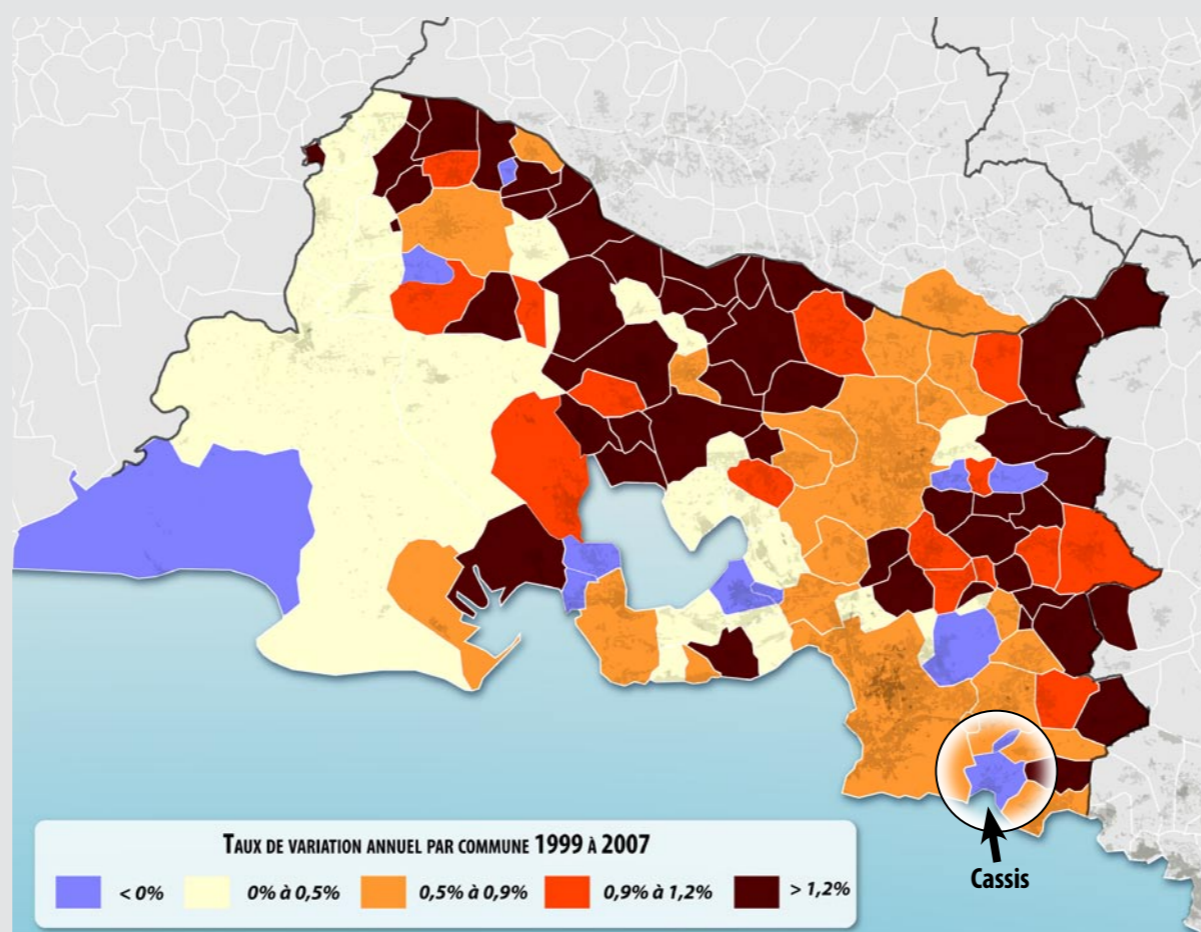 Cassis
TAUX DE VARIATION ANNUEL PAR COMMUNE 1999 À 2007
< 0%
0% à 0,5%
0,5% à 0,9%
0,9% à 1,2%
> 1,2%